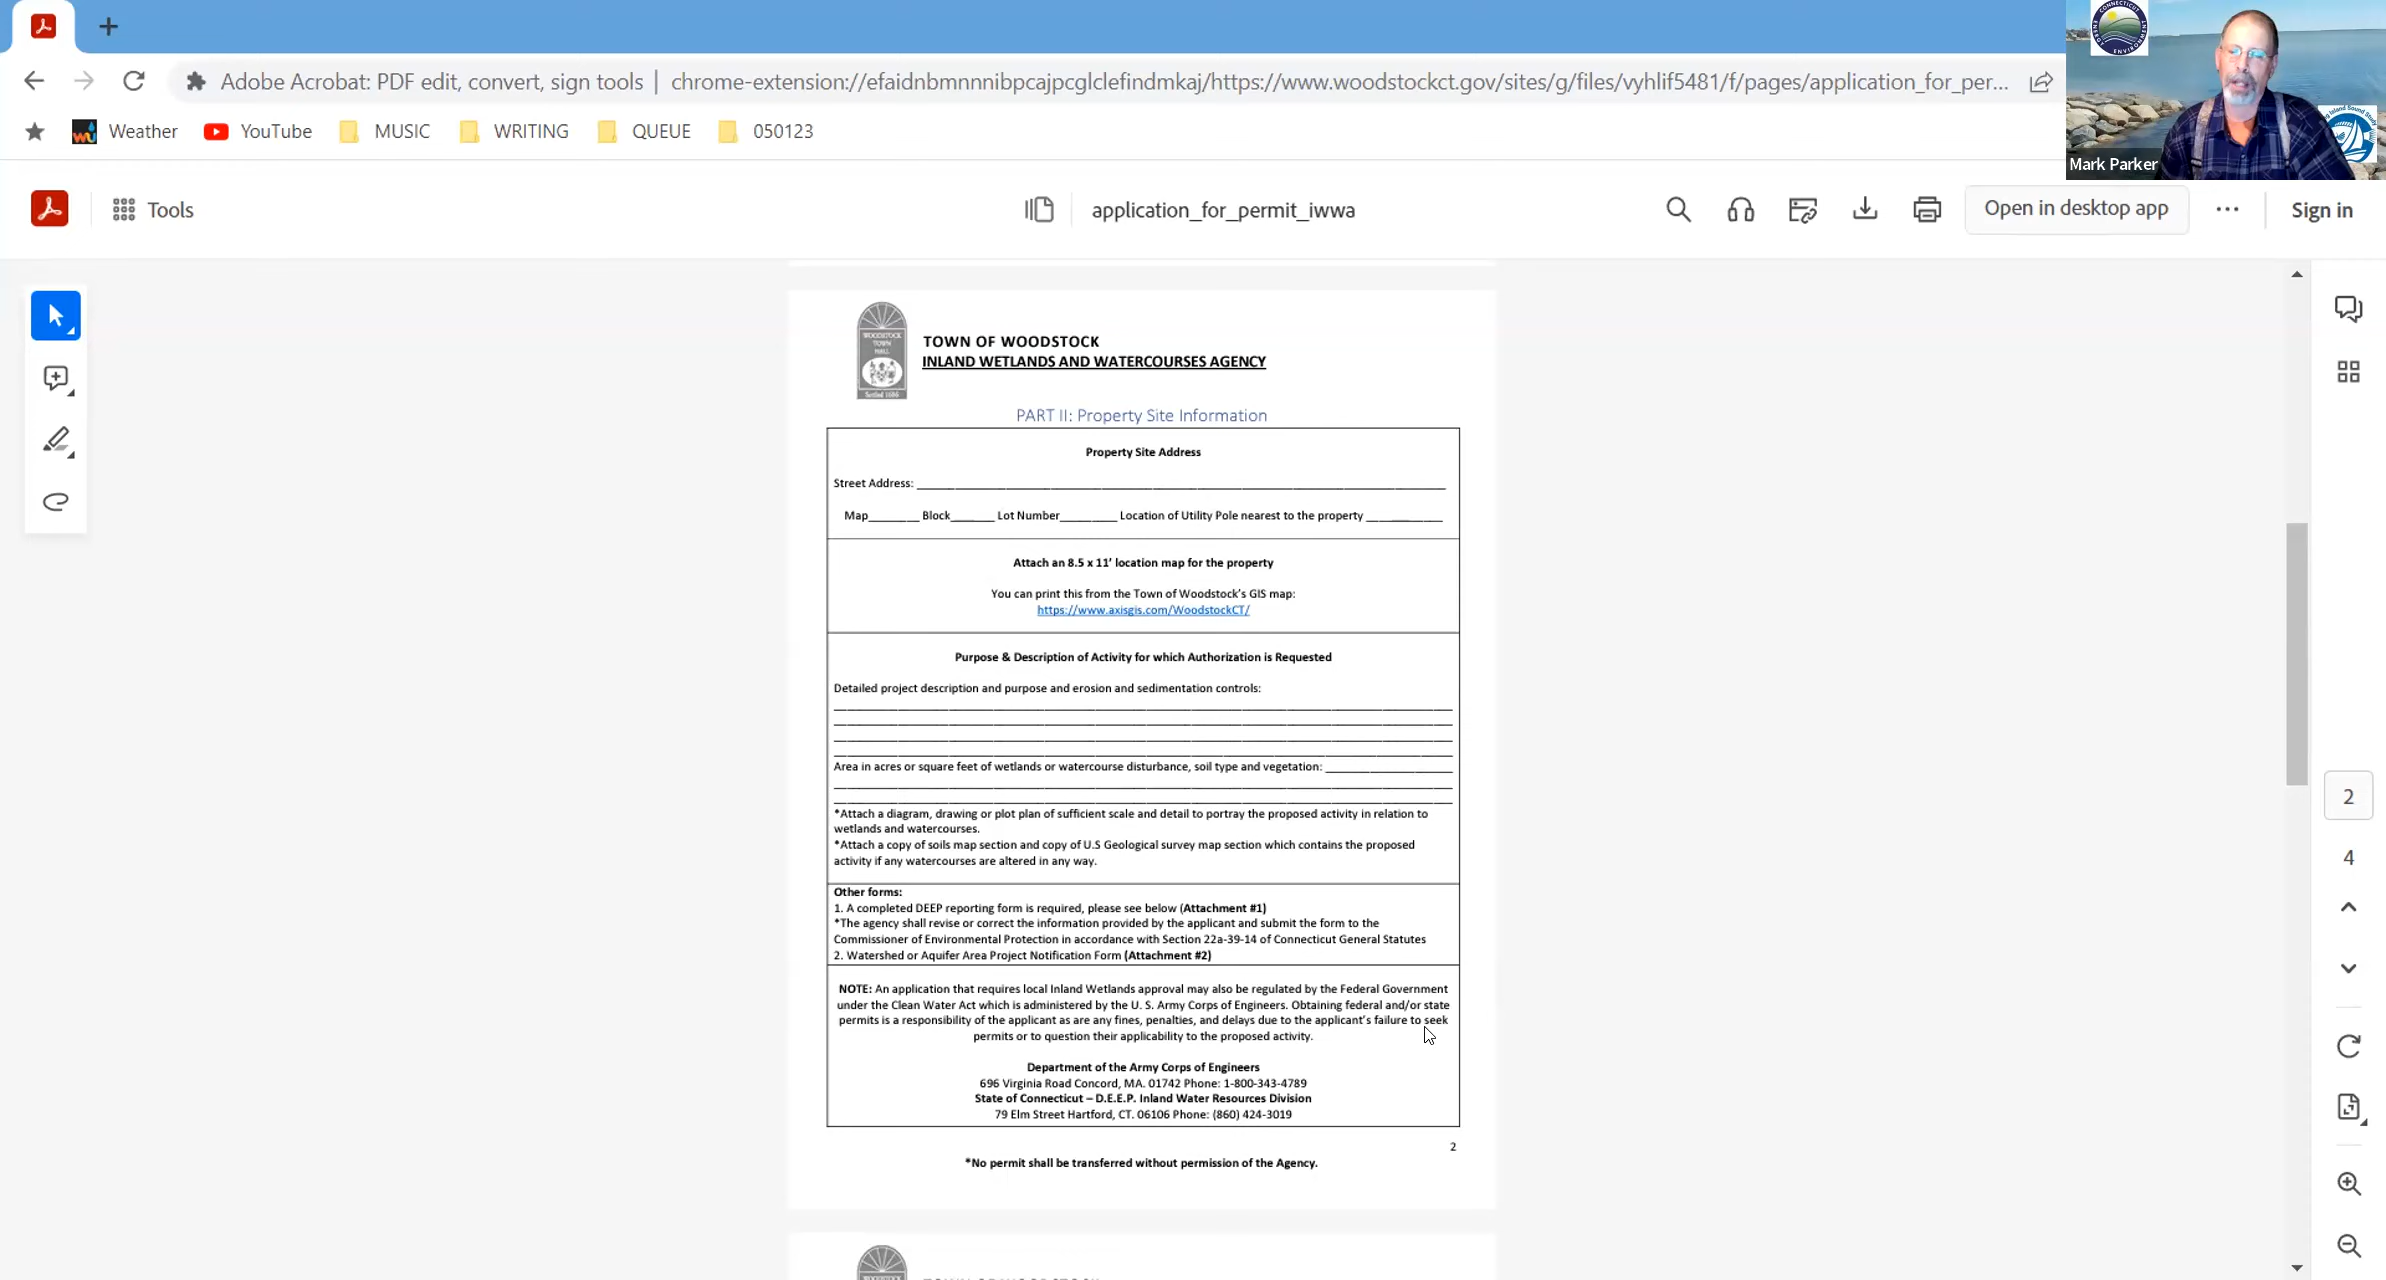 Adobe Acrobat: PDF edit, convert, sign tools | chrome-extension://efaidnbmnnnibpcajpcglclefindmkaj/https://www.woodstockct.gov/sites/g/files/vyhlif5481/f/pages/application_for_per...
Weather YouTube MUSIC WRITING QUEUE 050123
Mark Parker
Tools
application_for_permit_iwwa
Open in desktop app
Sign in
WOODSTOCK
TOWN
HALL
Settled 1686
TOWN OF WOODSTOCK
INLAND WETLANDS AND WATERCOURSES AGENCY
PART II: Property Site Information
Property Site Address
Street Address:
Map________ Block_______ Lot Number_________ Location of Utility Pole nearest to the property ____________
Attach an 8.5 x 11' location map for the property
You can print this from the Town of Woodstock's GIS map:
https://www.axisgis.com/WoodstockCT/
Purpose & Description of Activity for which Authorization is Requested
Detailed project description and purpose and erosion and sedimentation controls:
Area in acres or square feet of wetlands or watercourse disturbance, soil type and vegetation:
*Attach a diagram, drawing or plot plan of sufficient scale and detail to portray the proposed activity in relation to
wetlands and watercourses.
*Attach a copy of soils map section and copy of U.S Geological survey map section which contains the proposed
activity if any watercourses are altered in any way.
Other forms:
1. A completed DEEP reporting form is required, please see below (Attachment #1)
*The agency shall revise or correct the information provided by the applicant and submit the form to the
Commissioner of Environmental Protection in accordance with Section 22a-39-14 of Connecticut General Statutes
2. Watershed or Aquifer Area Project Notification Form (Attachment #2)
NOTE: An application that requires local Inland Wetlands approval may also be regulated by the Federal Government
under the Clean Water Act which is administered by the U. S. Army Corps of Engineers. Obtaining federal and/or state
permits is a responsibility of the applicant as are any fines, penalties, and delays due to the applicant's failure to seek
permits or to question their applicability to the proposed activity.
Department of the Army Corps of Engineers
696 Virginia Road Concord, MA. 01742 Phone: 1-800-343-4789
State of Connecticut – D.E.E.P. Inland Water Resources Division
79 Elm Street Hartford, CT. 06106 Phone: (860) 424-3019
2
*No permit shall be transferred without permission of the Agency.
2
4